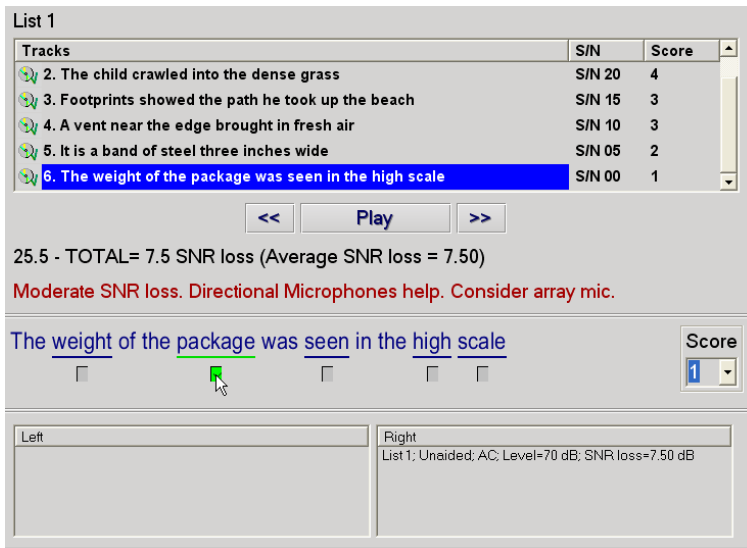 List 1
Tracks S/N Score
2. The child crawled into the dense grass S/N 20 4
3. Footprints showed the path he took up the beach S/N 15 3
4. A vent near the edge brought in fresh air S/N 10 3
5. It is a band of steel three inches wide S/N 05 2
6. The weight of the package was seen in the high scale S/N 00 1
<< Play >>
25.5 - TOTAL= 7.5 SNR loss (Average SNR loss = 7.50)
Moderate SNR loss. Directional Microphones help. Consider array mic.
The weight of the package was seen in the high scale
Score
1
Left Right
List 1; Unaided; AC; Level=70 dB; SNR loss=7.50 dB